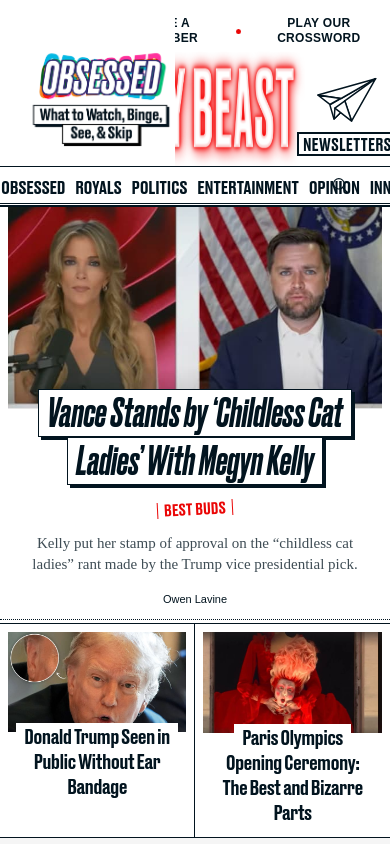 E A
BER
PLAY OUR
CROSSWORD
OBSESSED
What to Watch, Binge,
See, & Skip
Y BEAST
NEWSLETTERS
OBSESSED ROYALS POLITICS ENTERTAINMENT OPINION INN
Vance Stands by ‘Childless Cat
Ladies’ With Megyn Kelly
BEST BUDS
Kelly put her stamp of approval on the “childless cat
ladies” rant made by the Trump vice presidential pick.
Owen Lavine
Donald Trump Seen in
Public Without Ear
Bandage
Paris Olympics
Opening Ceremony:
The Best and Bizarre
Parts